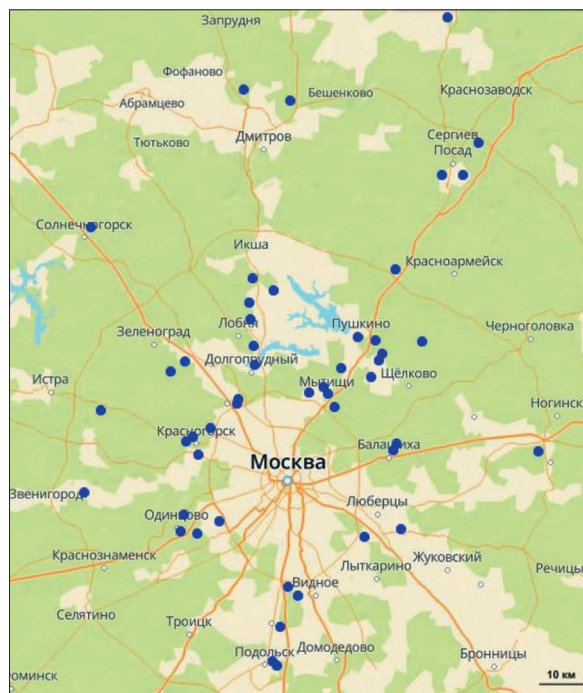 Запрудня
Фофаново
Бешенково
Краснозаводск
Абрамцево
Дмитров
Сергиев
Посад
Тютьково
Солнечногорск
Икша
Красноармейск
Зеленоград
Лобня
Пушкино
Черноголовка
Долгопрудный
Истра
Мытищи
Щёлково
Ногинск
Красногорск
Балашиха
Москва
Звенигород
Люберцы
Одинцово
Краснознаменск
Лыткарино
Жуковский
Речицы
Видное
Селятино
Троицк
Домодедово
Подольск
Бронницы
оминск
10 км